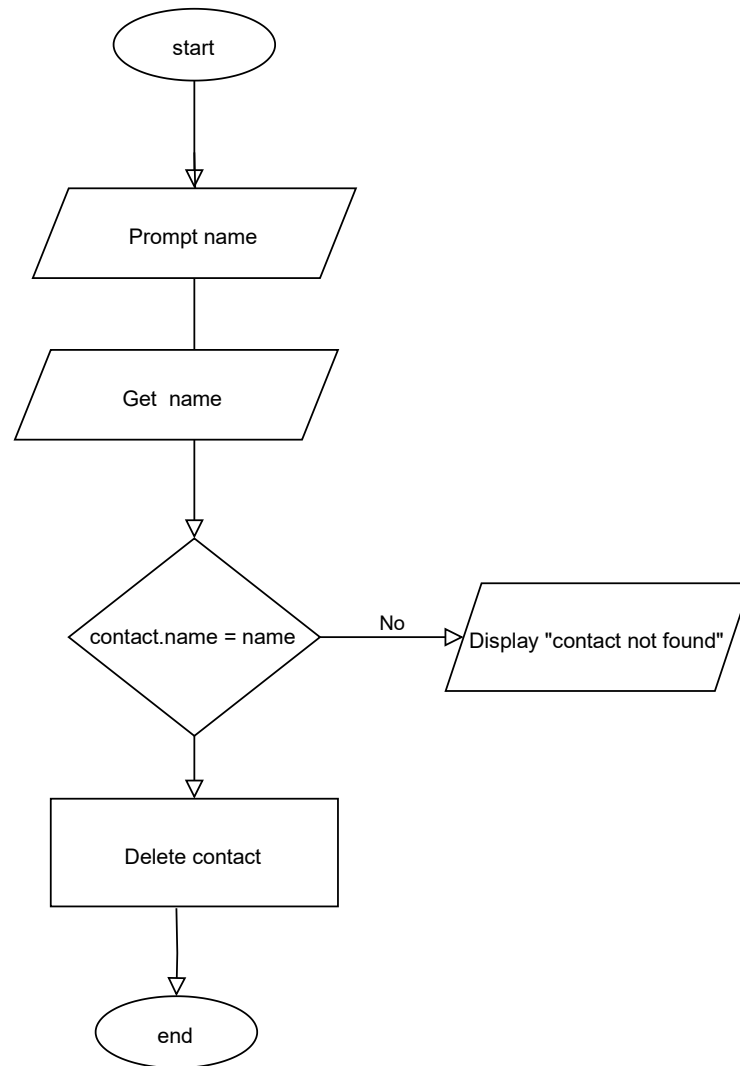 start
Prompt name
Get  name
contact.name = name
No
Display "contact not found"
Delete contact
end